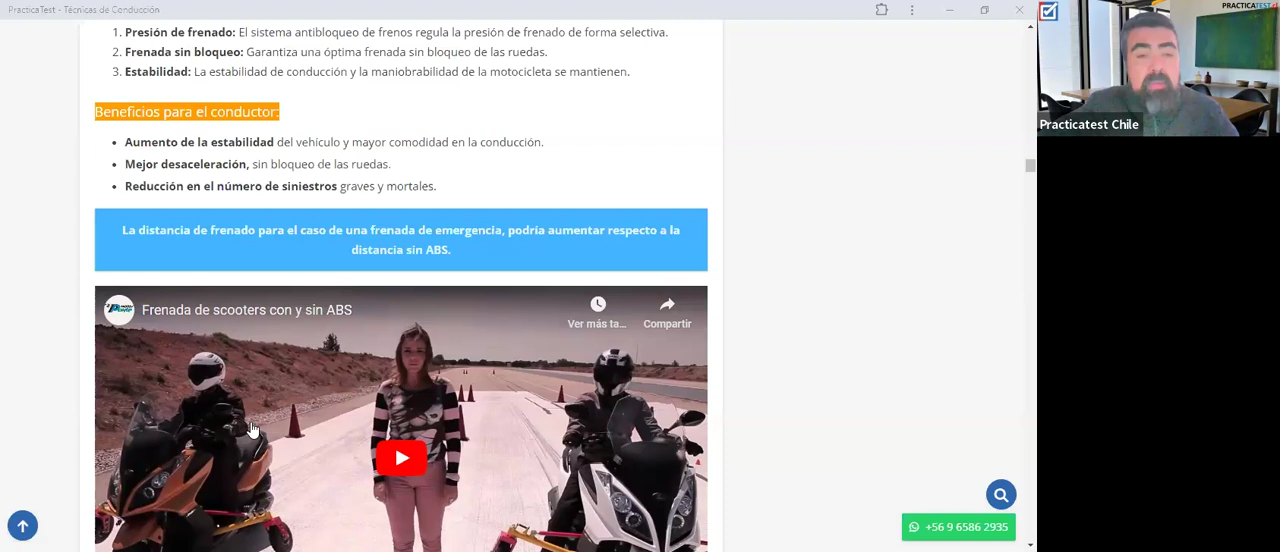 PracticaTest - Técnicas de Conducción
1. Presión de frenado: El sistema antibloqueo de frenos regula la presión de frenado de forma selectiva.
2. Frenada sin bloqueo: Garantiza una óptima frenada sin bloqueo de las ruedas.
3. Estabilidad: La estabilidad de conducción y la maniobrabilidad de la motocicleta se mantienen.
Beneficios para el conductor:
• Aumento de la estabilidad del vehículo y mayor comodidad en la conducción.
• Mejor desaceleración, sin bloqueo de las ruedas.
• Reducción en el número de siniestros graves y mortales.
La distancia de frenado para el caso de una frenada de emergencia, podría aumentar respecto a la
distancia sin ABS.
Frenada de scooters con y sin ABS
Ver más ta...
Compartir
+56 9 6586 2935
Practicatest Chile